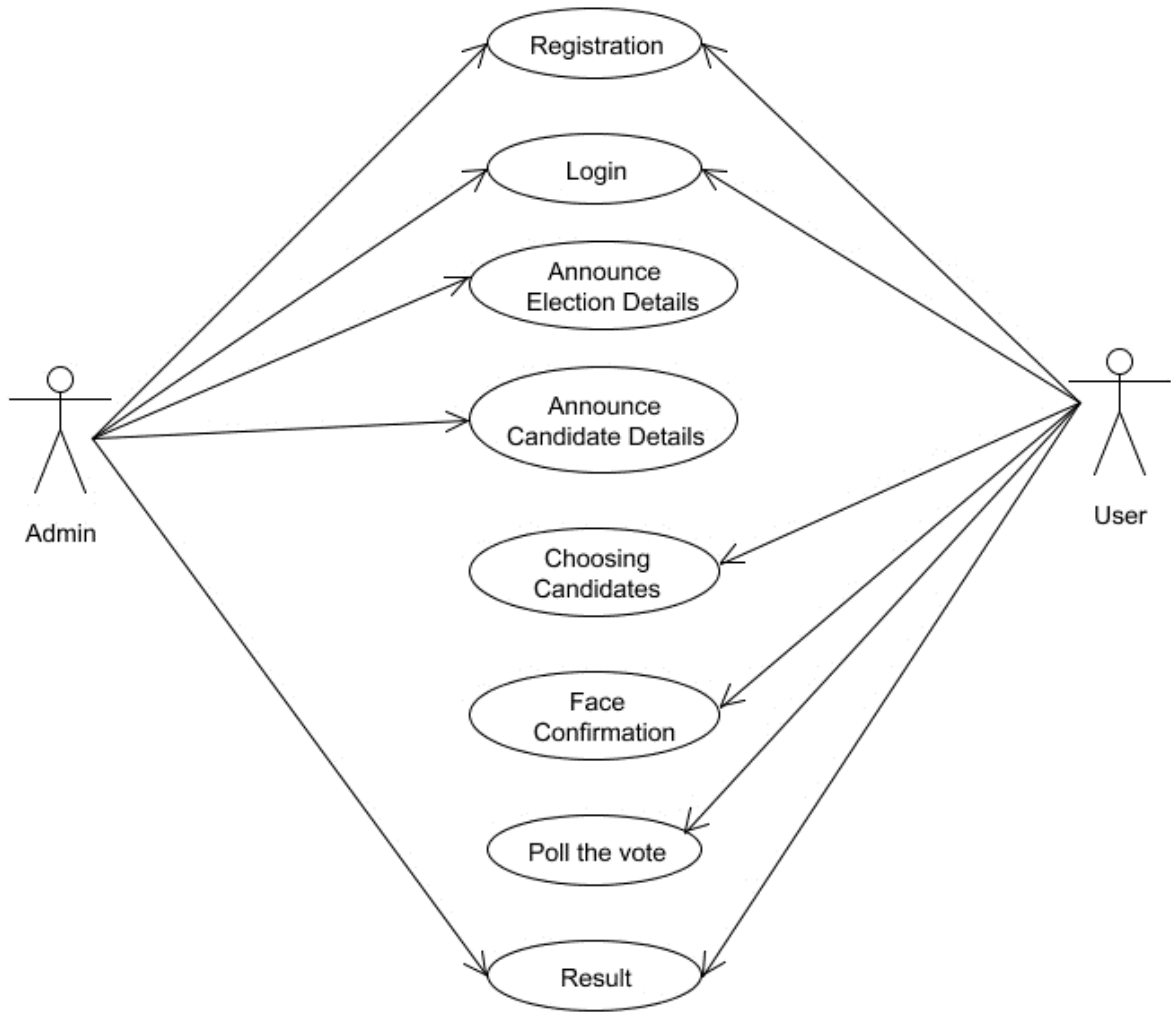 Registration
Login
Announce
Election Details
Announce
Candidate Details
Admin
User
Choosing
Candidates
Face
Confirmation
Poll the vote
Result